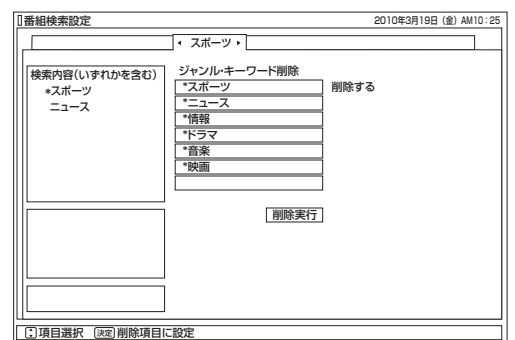 番組検索設定 2010年3月19日（金）AM10：25
スポーツ
検索内容(いずれかを含む)
*スポーツ
ニュース
ジャンル・キーワード削除
*スポーツ 削除する
*ニュース
*情報
*ドラマ
*音楽
*映画
削除実行
項目選択 決定 削除項目に設定